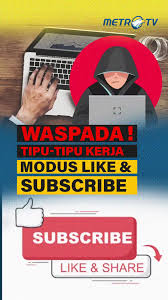 METRO TV
WASPADA!
TIPU-TIPU KERJA
MODUS LIKE &
SUBSCRIBE
SUBSCRIBE
LIKE & SHARE